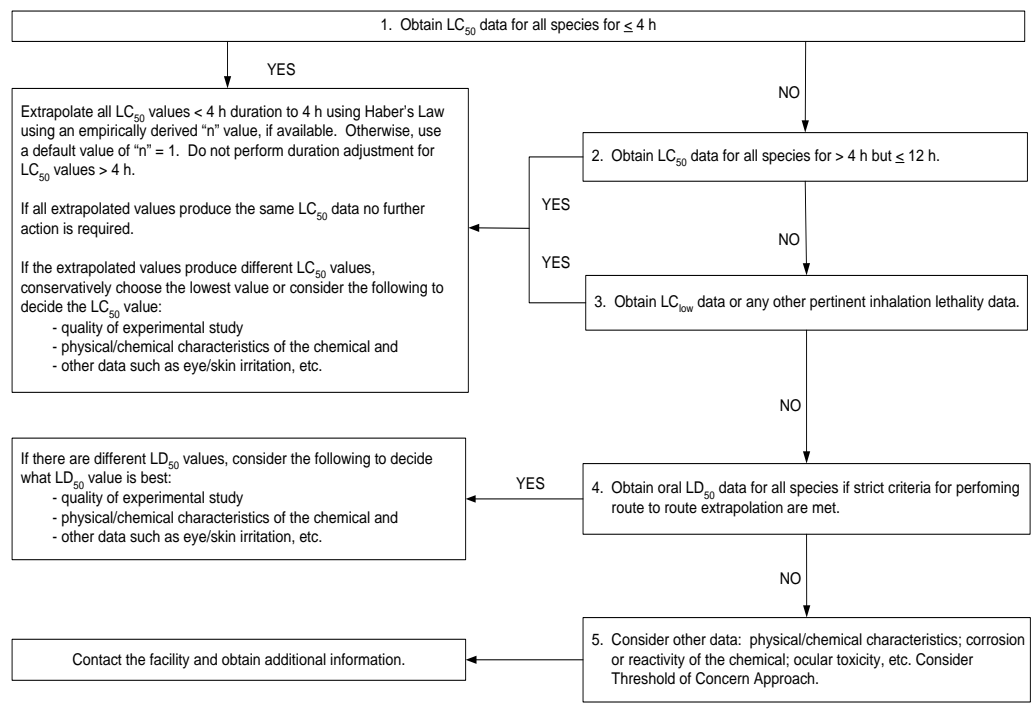 1. Obtain LC50 data for all species for ≤ 4 h
YES
NO
Extrapolate all LC50 values < 4 h duration to 4 h using Haber's Law
using an empirically derived “n” value, if available. Otherwise, use
a default value of “n” = 1. Do not perform duration adjustment for
LC50 values > 4 h.
If all extrapolated values produce the same LC50 data no further
action is required.
If the extrapolated values produce different LC50 values,
conservatively choose the lowest value or consider the following to
decide the LC50 value:
- quality of experimental study
- physical/chemical characteristics of the chemical and
- other data such as eye/skin irritation, etc.
2. Obtain LC50 data for all species for > 4 h but ≤ 12 h.
YES
NO
YES
3. Obtain LClow data or any other pertinent inhalation lethality data.
NO
If there are different LD50 values, consider the following to decide
what LD50 value is best:
- quality of experimental study
- physical/chemical characteristics of the chemical and
- other data such as eye/skin irritation, etc.
YES
4. Obtain oral LD50 data for all species if strict criteria for perfoming
route to route extrapolation are met.
NO
5. Consider other data: physical/chemical characteristics; corrosion
or reactivity of the chemical; ocular toxicity, etc. Consider
Threshold of Concern Approach.
Contact the facility and obtain additional information.